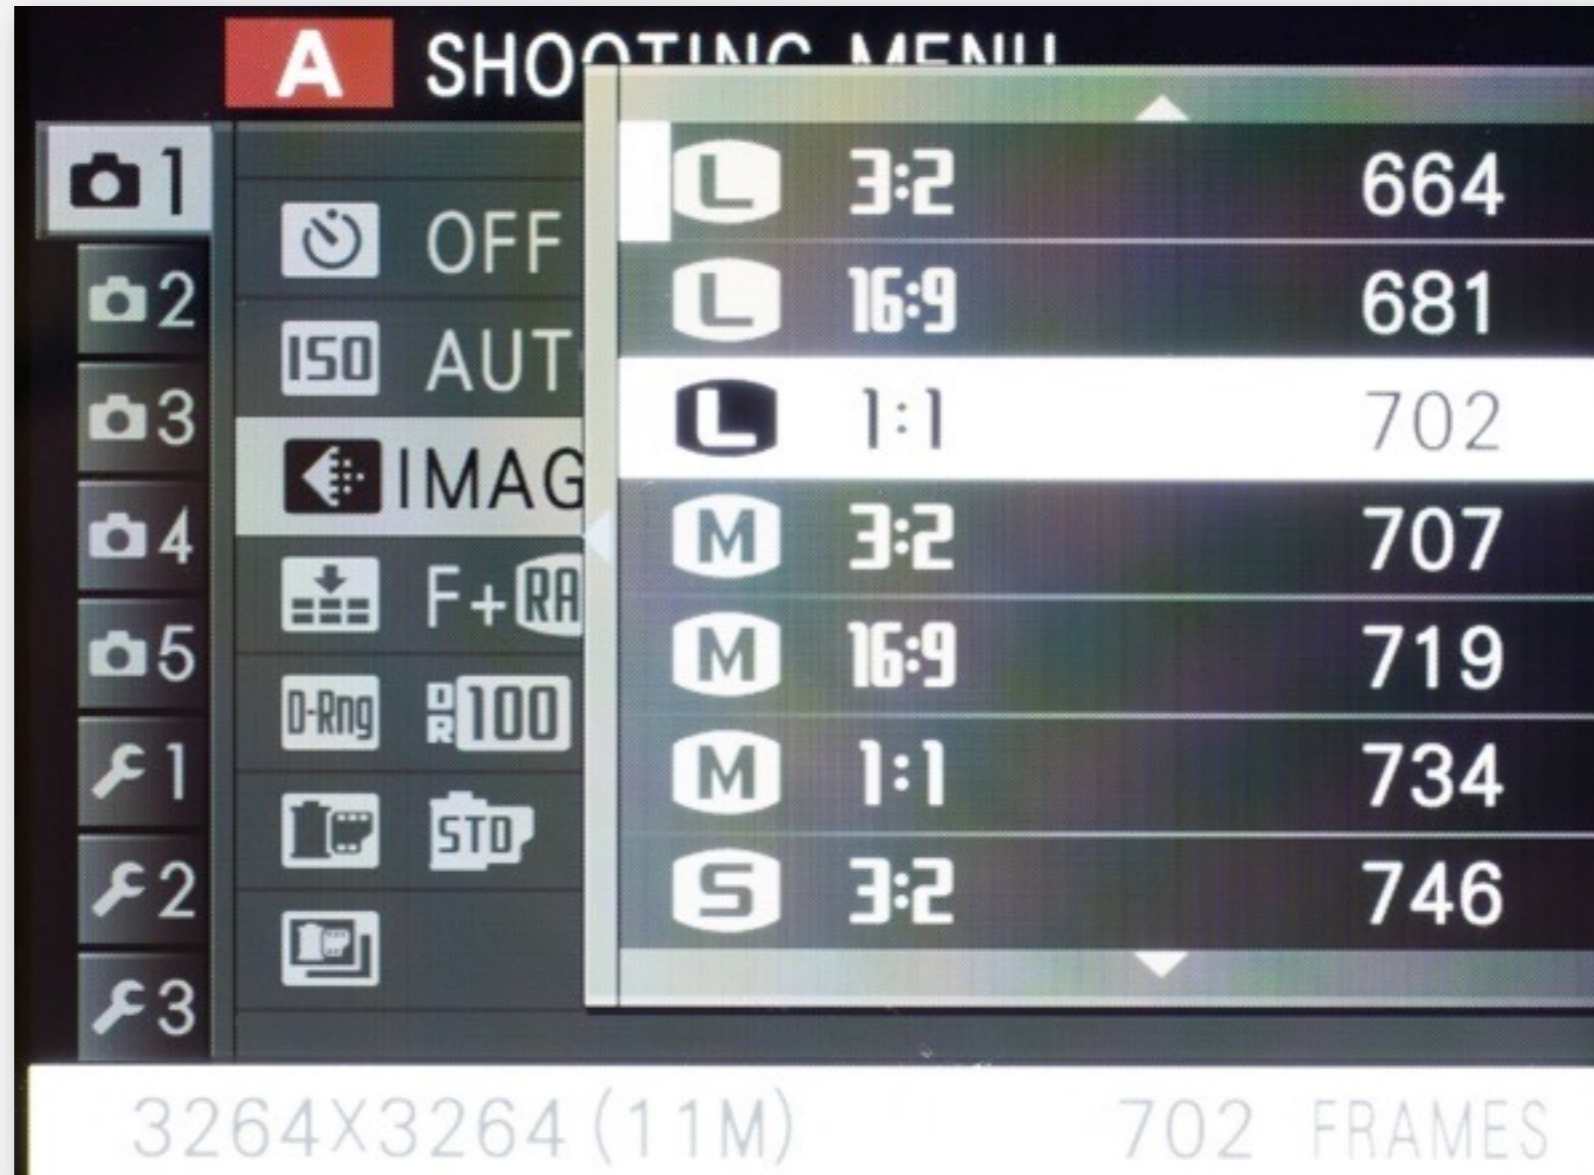 A SHOOTING MENU
1
2
3
4
5
1
2
3
OFF
ISO AUT
IMAG
F+RA
D-Rng DR100
STD
L 3:2 664
L 16:9 681
L 1:1 702
M 3:2 707
M 16:9 719
M 1:1 734
S 3:2 746
3264X3264(11M) 702 FRAMES